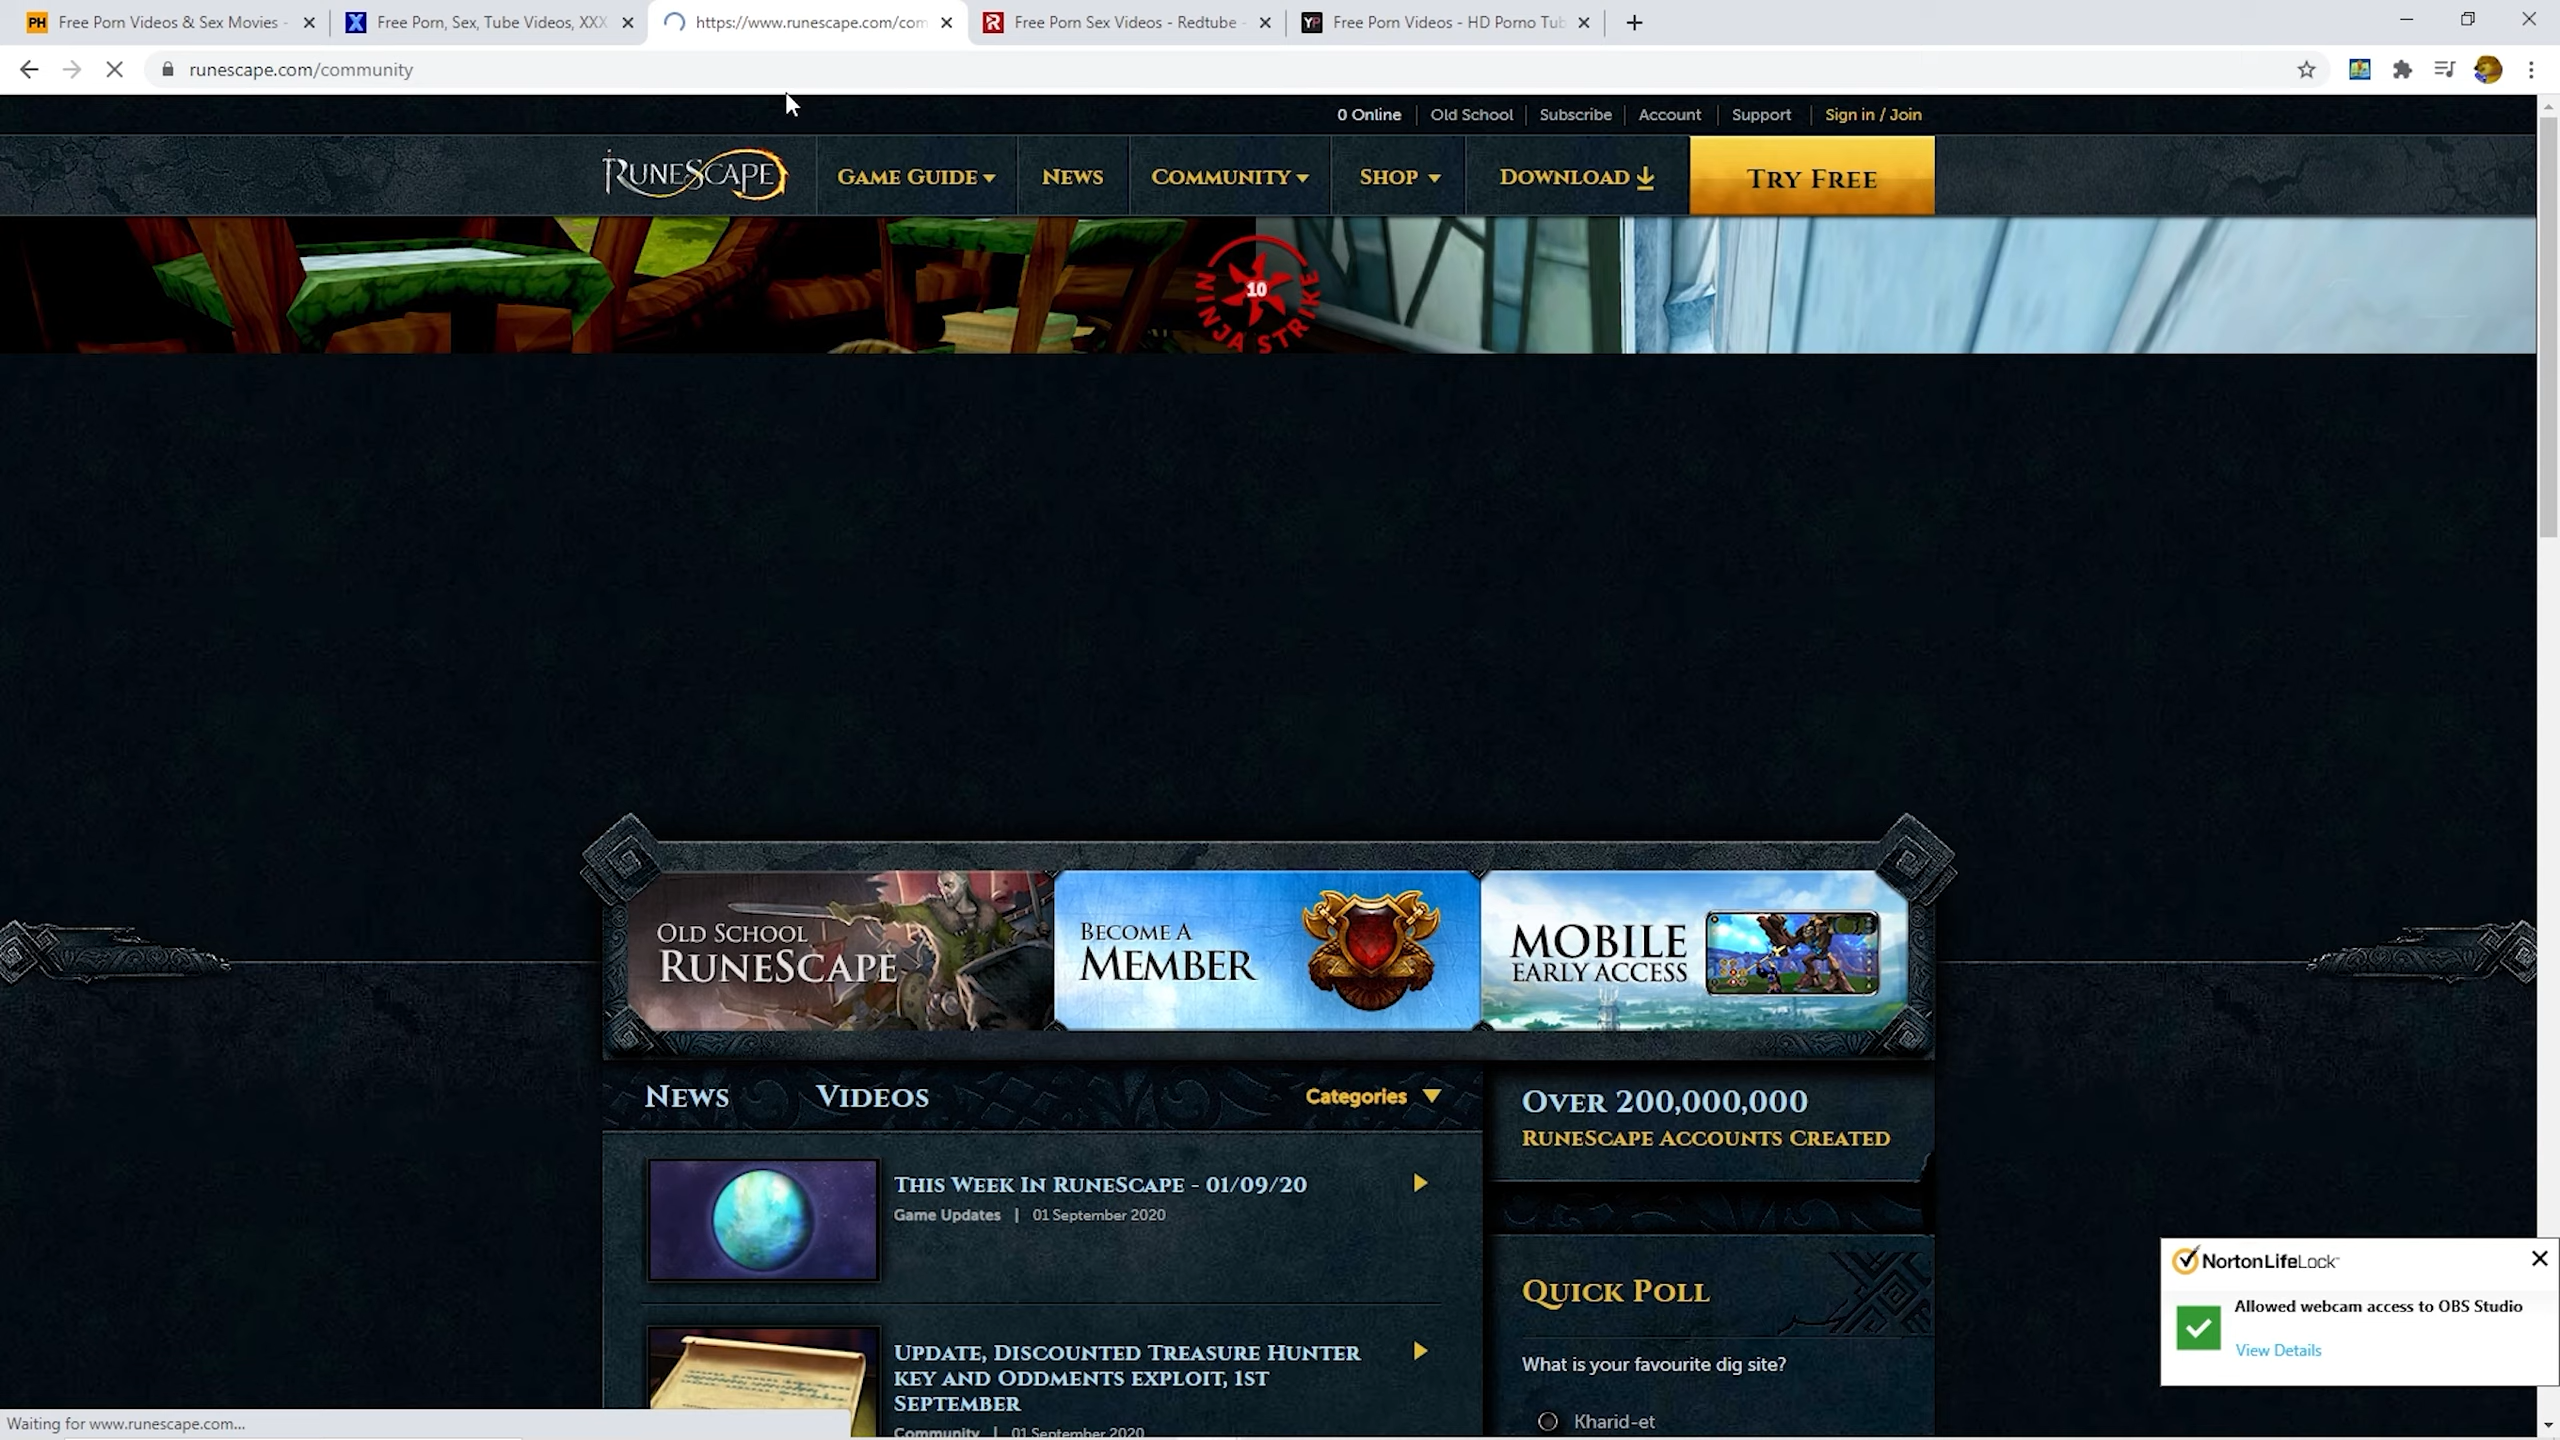 PH Free Porn Videos & Sex Movies -
X Free Porn, Sex, Tube Videos, XXX
https://www.runescape.com/com
R Free Porn Sex Videos - Redtube -
YP Free Porn Videos - HD Porno Tub
runescape.com/community
0 Online Old School Subscribe Account Support Sign in / Join
RUNESCAPE GAME GUIDE NEWS COMMUNITY SHOP DOWNLOAD TRY FREE
10
NINJA STRIKE
OLD SCHOOL
RUNESCAPE
BECOME A
MEMBER
MOBILE
EARLY ACCESS
NEWS VIDEOS Categories
OVER 200,000,000
RUNESCAPE ACCOUNTS CREATED
THIS WEEK IN RUNESCAPE - 01/09/20
Game Updates | 01 September 2020
NortonLifeLock
Allowed webcam access to OBS Studio
View Details
QUICK POLL
What is your favourite dig site?
Kharid-et
UPDATE, DISCOUNTED TREASURE HUNTER
KEY AND ODDMENTS EXPLOIT, 1ST
SEPTEMBER
Community | 01 September 2020
Waiting for www.runescape.com...